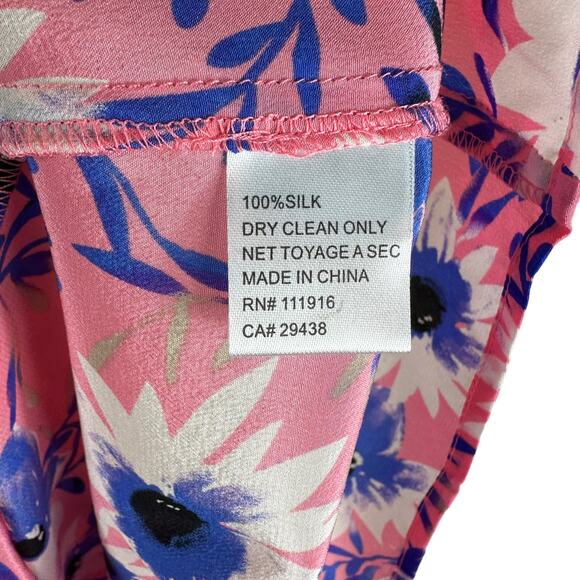 100%SILK
DRY CLEAN ONLY
NET TOYAGE A SEC
MADE IN CHINA
RN# 111916
CA# 29438